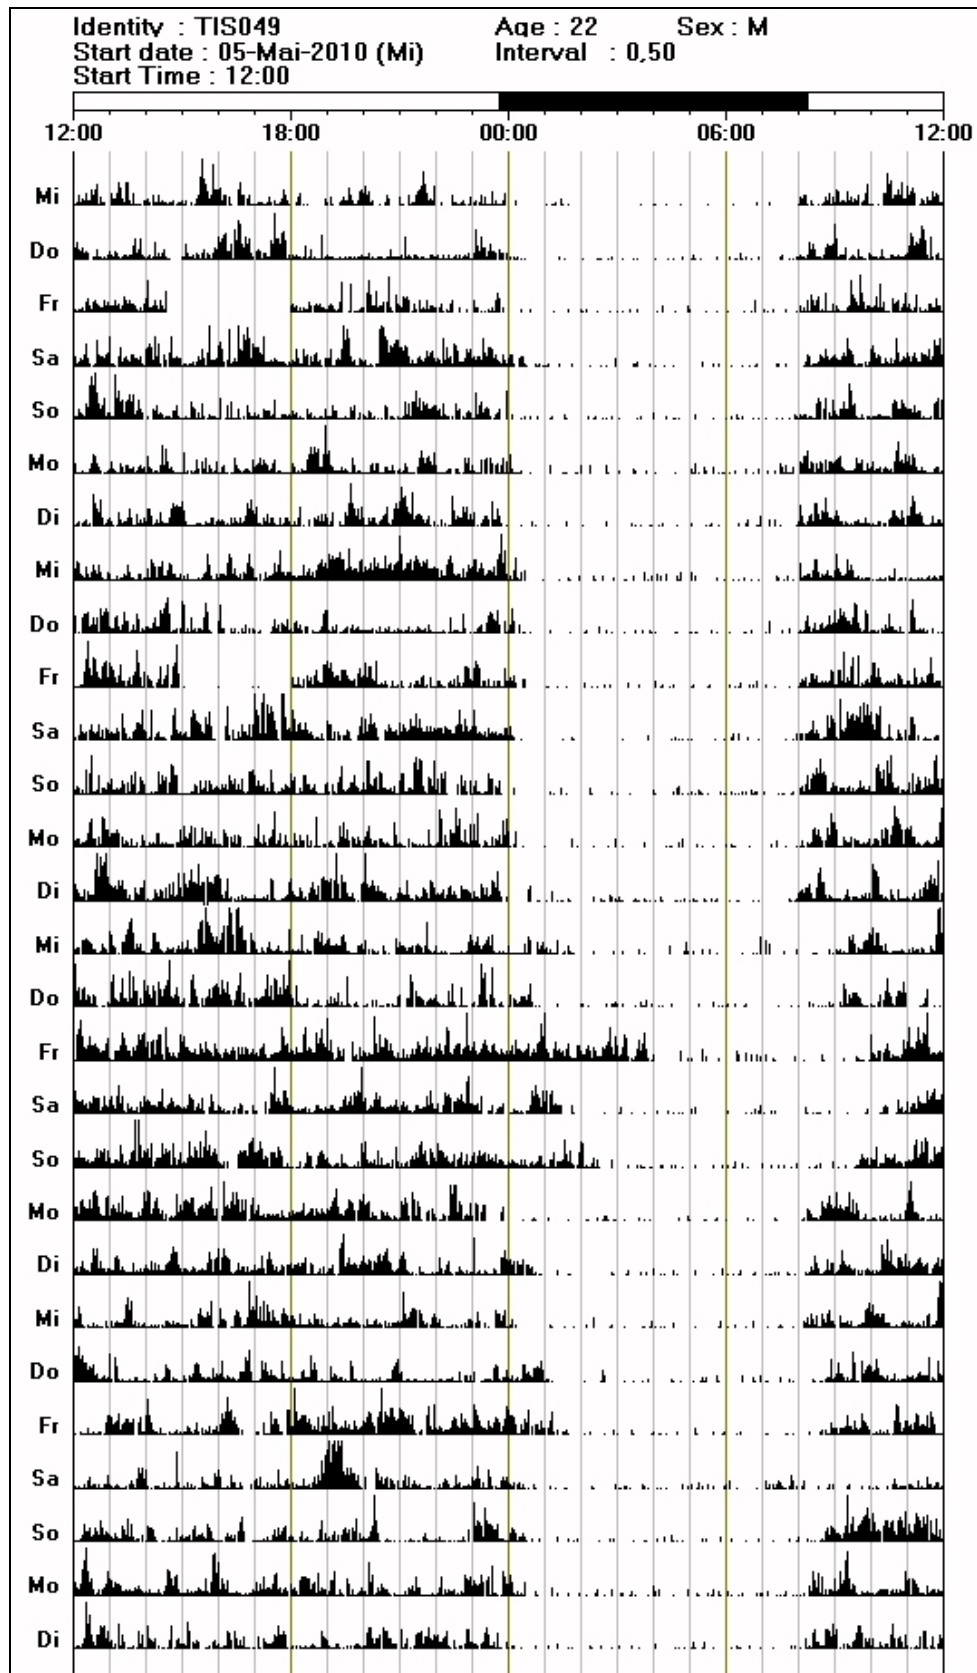 Identity : TIS049 Age : 22 Sex : M
Start date : 05-Mai-2010 (Mi) Interval : 0,50
Start Time : 12:00
12:00 18:00 00:00 06:00 12:00
Mi
Do
Fr
Sa
So
Mo
Di
Mi
Do
Fr
Sa
So
Mo
Di
Mi
Do
Fr
Sa
So
Mo
Di
Mi
Do
Fr
Sa
So
Mo
Di